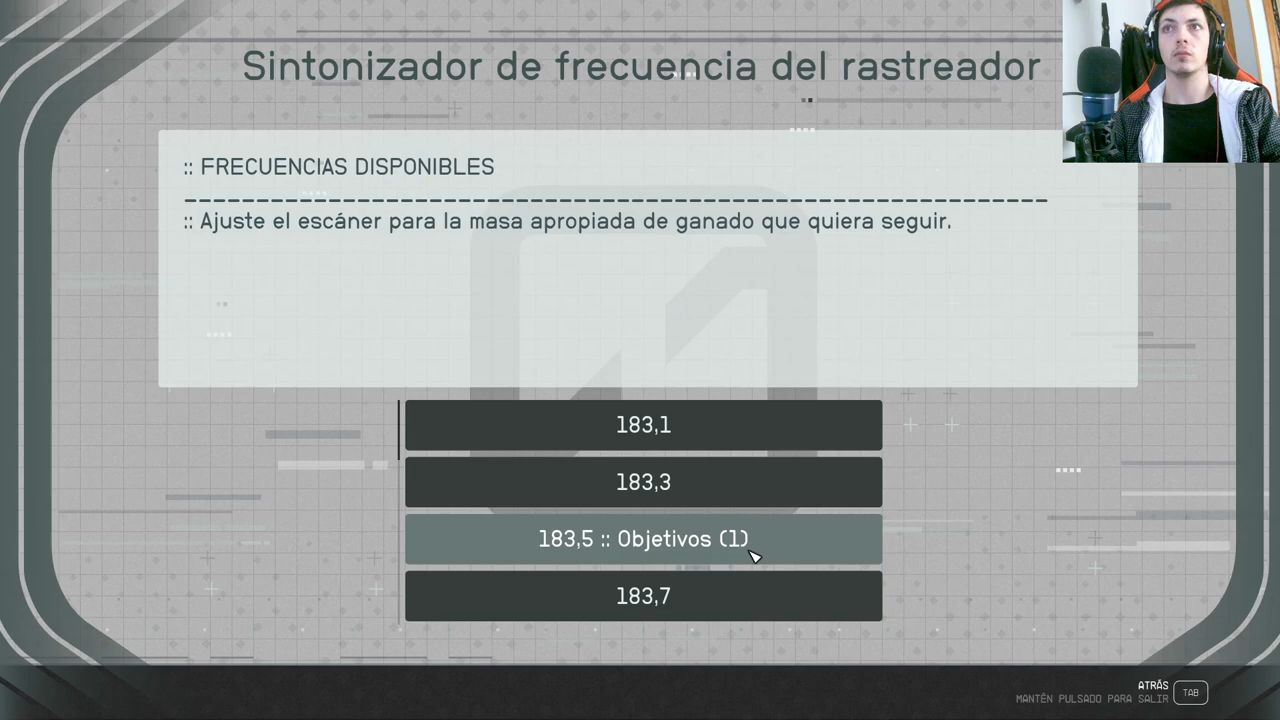 Sintonizador de frecuencia del rastreador
:: FRECUENCIAS DISPONIBLES
:: Ajuste el escáner para la masa apropiada de ganado que quiera seguir.
183,1
183,3
183,5 :: Objetivos (1)
183,7
ATRÁS
MANTÉN PULSADO PARA SALIR
TAB